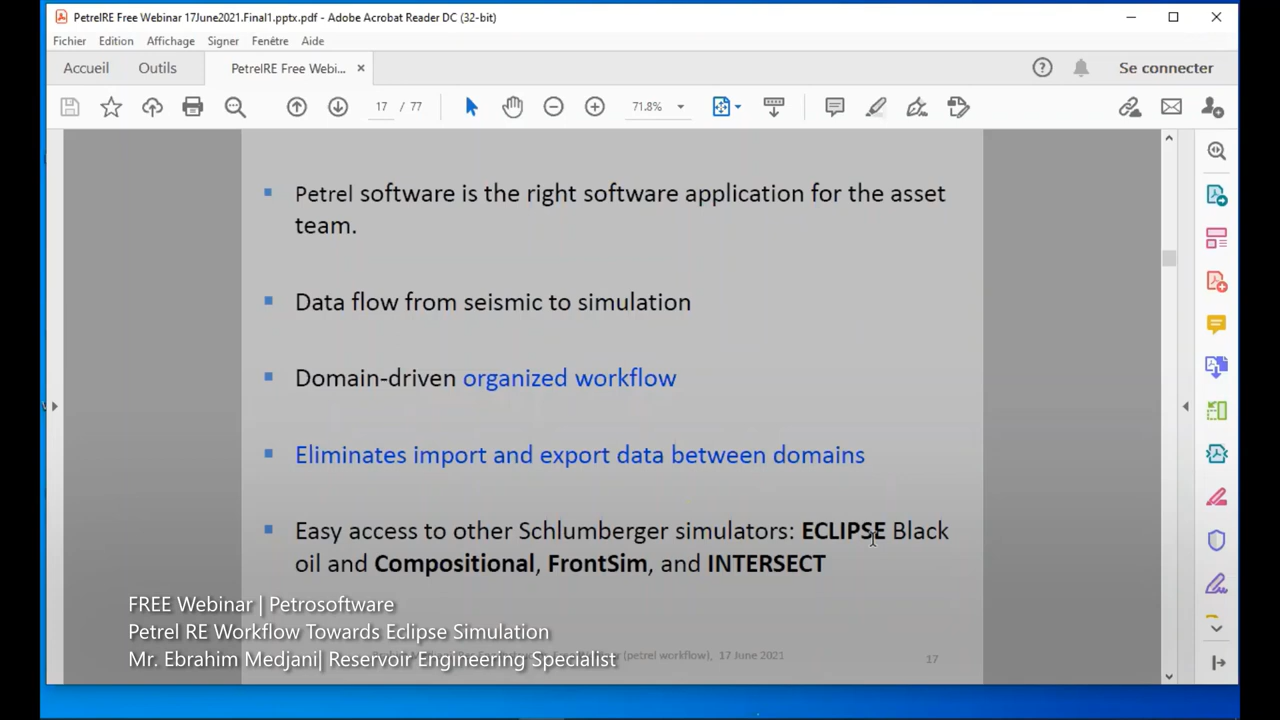 PetrelRE Free Webinar 17June2021.Final1.pptx.pdf - Adobe Acrobat Reader DC (32-bit)
Fichier Edition Affichage Signer Fenêtre Aide
Accueil Outils PetrelRE Free Webi... × Se connecter
17 / 77 71.8%
Petrel software is the right software application for the asset
team.
Data flow from seismic to simulation
Domain-driven organized workflow
Eliminates import and export data between domains
Easy access to other Schlumberger simulators: ECLIPSE Black
oil and Compositional, FrontSim, and INTERSECT
FREE Webinar | Petrosoftware
Petrel RE Workflow Towards Eclipse Simulation
Mr. Ebrahim Medjani| Reservoir Engineering Specialist
(petrel workflow), 17 June 2021 17